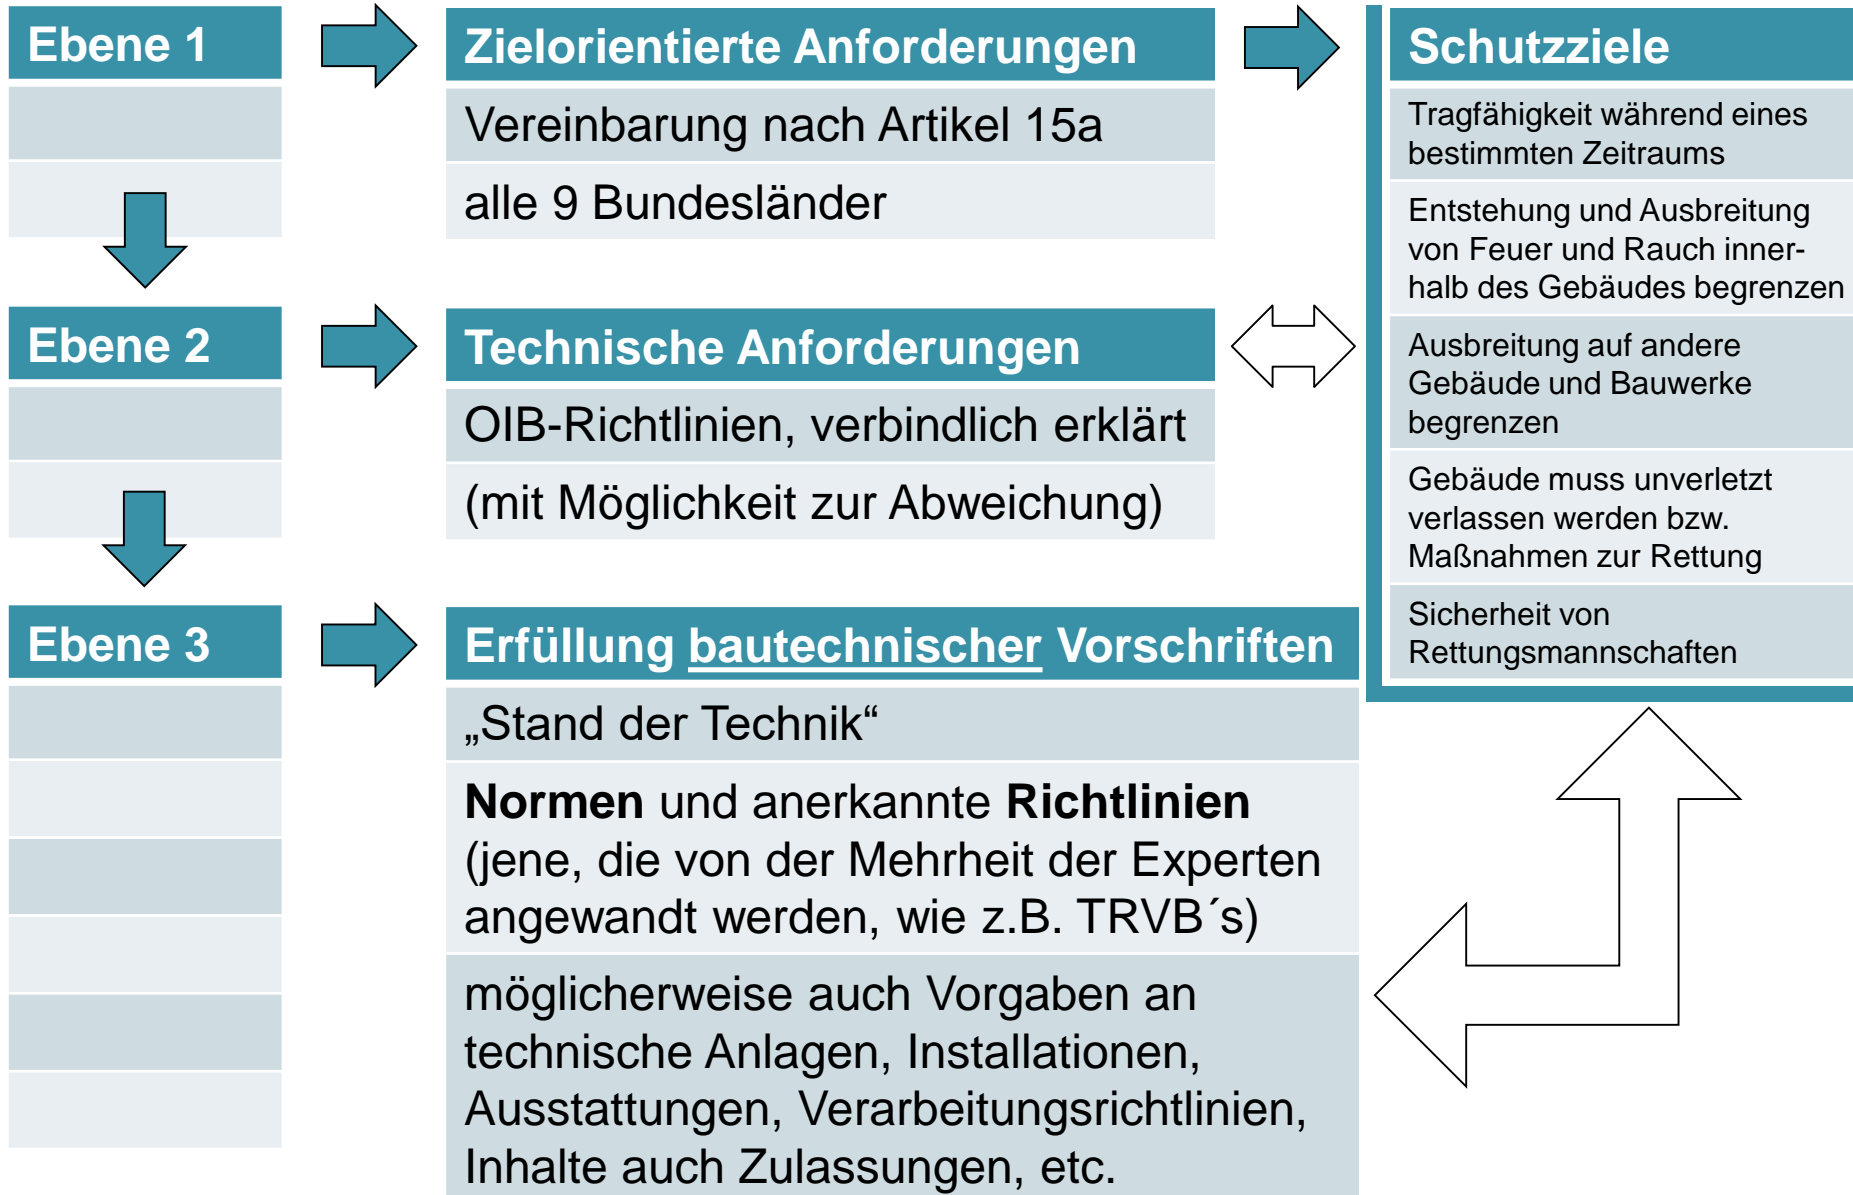 Ebene 1
Zielorientierte Anforderungen
Vereinbarung nach Artikel 15a
alle 9 Bundesländer
Ebene 2
Technische Anforderungen
OIB-Richtlinien, verbindlich erklärt
(mit Möglichkeit zur Abweichung)
Ebene 3
Erfüllung bautechnischer Vorschriften
„Stand der Technik“
Normen und anerkannte Richtlinien
(jene, die von der Mehrheit der Experten
angewandt werden, wie z.B. TRVB´s)
möglicherweise auch Vorgaben an
technische Anlagen, Installationen,
Ausstattungen, Verarbeitungsrichtlinien,
Inhalte auch Zulassungen, etc.
Schutzziele
Tragfähigkeit während eines
bestimmten Zeitraums
Entstehung und Ausbreitung
von Feuer und Rauch inner-
halb des Gebäudes begrenzen
Ausbreitung auf andere
Gebäude und Bauwerke
begrenzen
Gebäude muss unverletzt
verlassen werden bzw.
Maßnahmen zur Rettung
Sicherheit von
Rettungsmannschaften